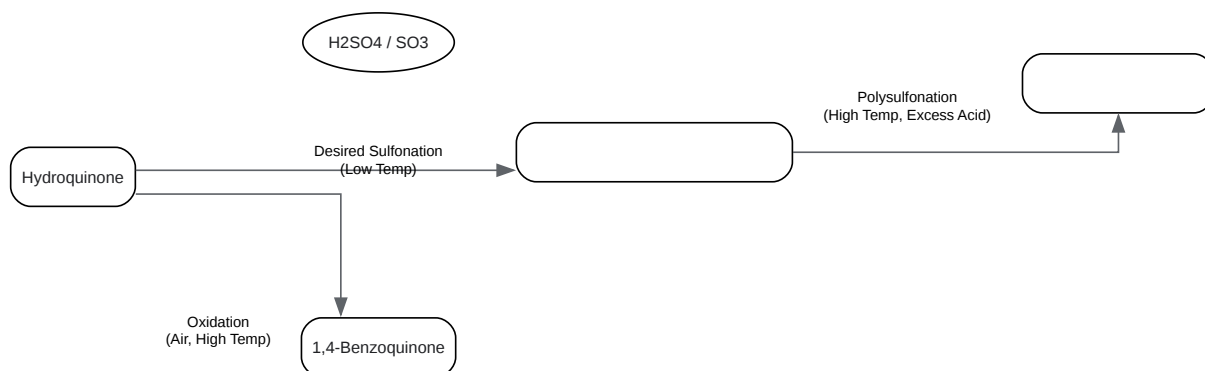 H2SO4 / SO3
Polysulfonation
(High Temp, Excess Acid)
Desired Sulfonation
(Low Temp)
Hydroquinone
Oxidation
(Air, High Temp)
1,4-Benzoquinone